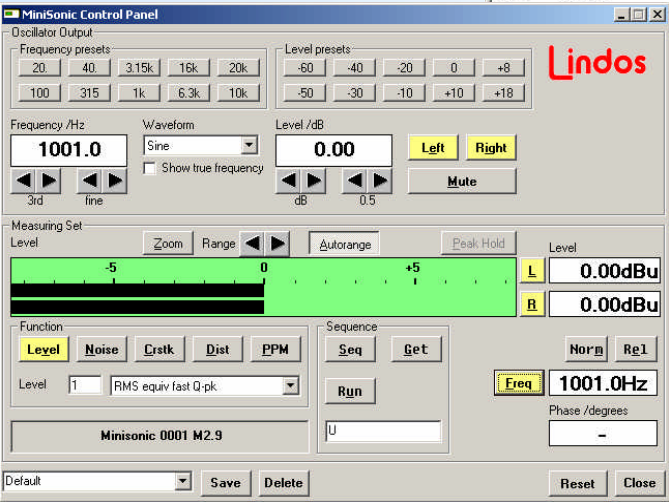 MiniSonic Control Panel
Oscillator Output
Frequency presets
20. 40. 3.15k 16k 20k
100 315 1k 6.3k 10k
Level presets
-60 -40 -20 0 +8
-50 -30 -10 +10 +18
Lindos
Frequency /Hz Waveform Level /dB
1001.0 Sine 0.00 Left Right
Show true frequency
Mute
3rd fine dB 0.5
Measuring Set
Level Zoom Range Autorange Peak Hold Level
-5 0 +5
L 0.00dBu
R 0.00dBu
Function
Level Noise Crstk Dist PPM
Level 1 RMS equiv fast Q-pk
Sequence
Seq Get
Run
U
Norm Rel
Freq 1001.0Hz
Phase /degrees
-
Minisonic 0001 M2.9
Default Save Delete Reset Close